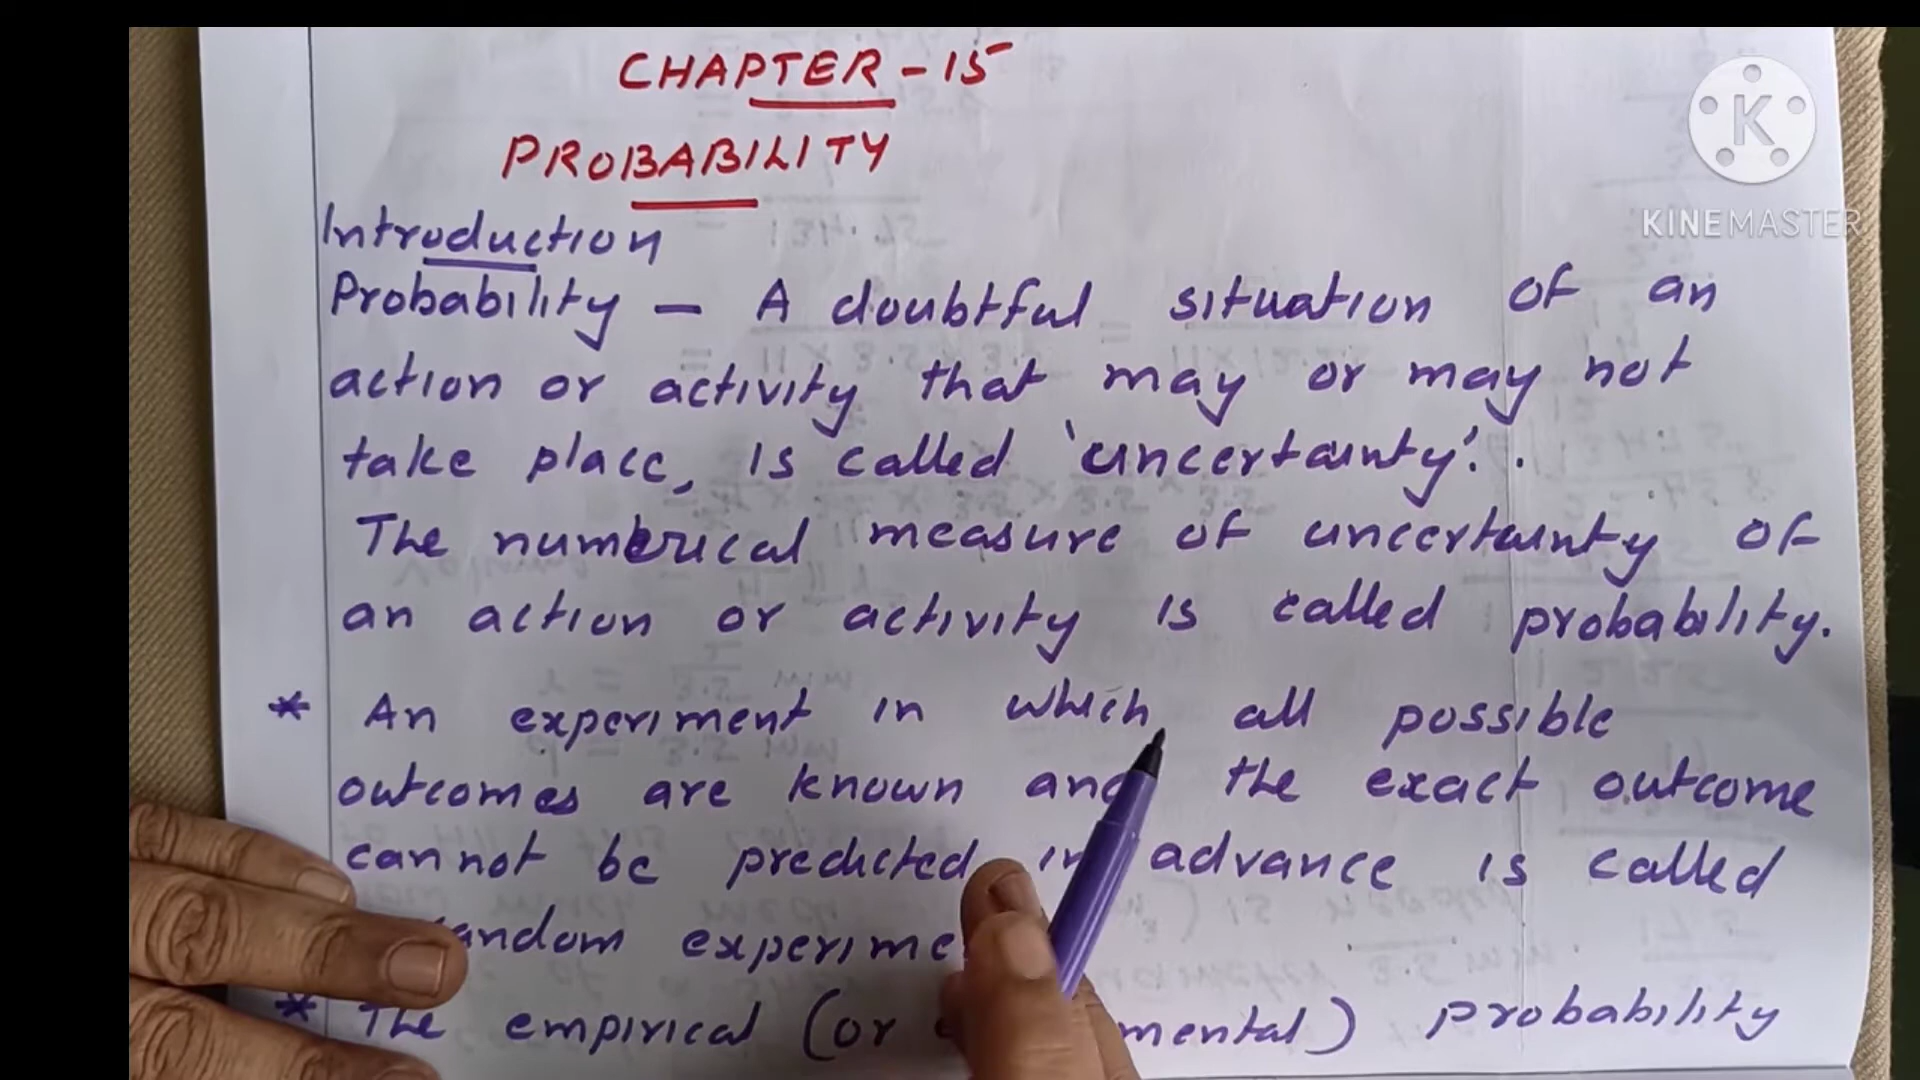 CHAPTER - 15
PROBABILITY
Introduction
Probability — A doubtful situation of an
action or activity that may or may not
take place, is called 'uncertainty'.
The numerical measure of uncertainty of
an action or activity is called probability.
* An experiment in which all possible
outcomes are known and the exact outcome
cannot be predicted in advance is called
random experime
* The empirical (or mental) probability
K
KINEMASTER